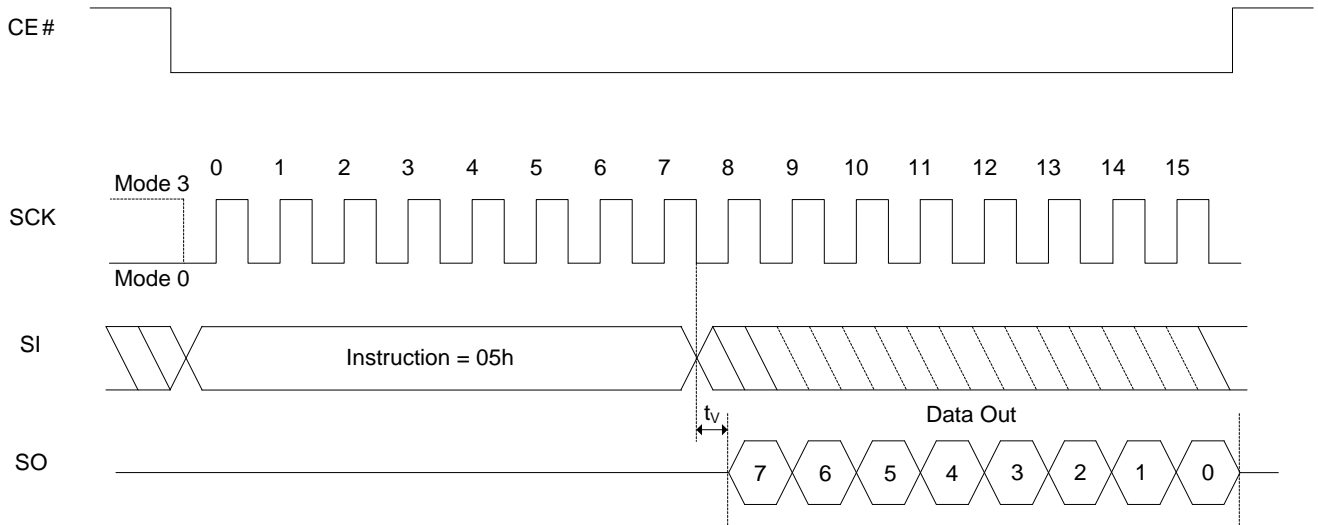 CE#
0 1 2 3 4 5 6 7 8 9 10 11 12 13 14 15
Mode 3
SCK
Mode 0
SI
Instruction = 05h
tV
Data Out
SO
7 6 5 4 3 2 1 0